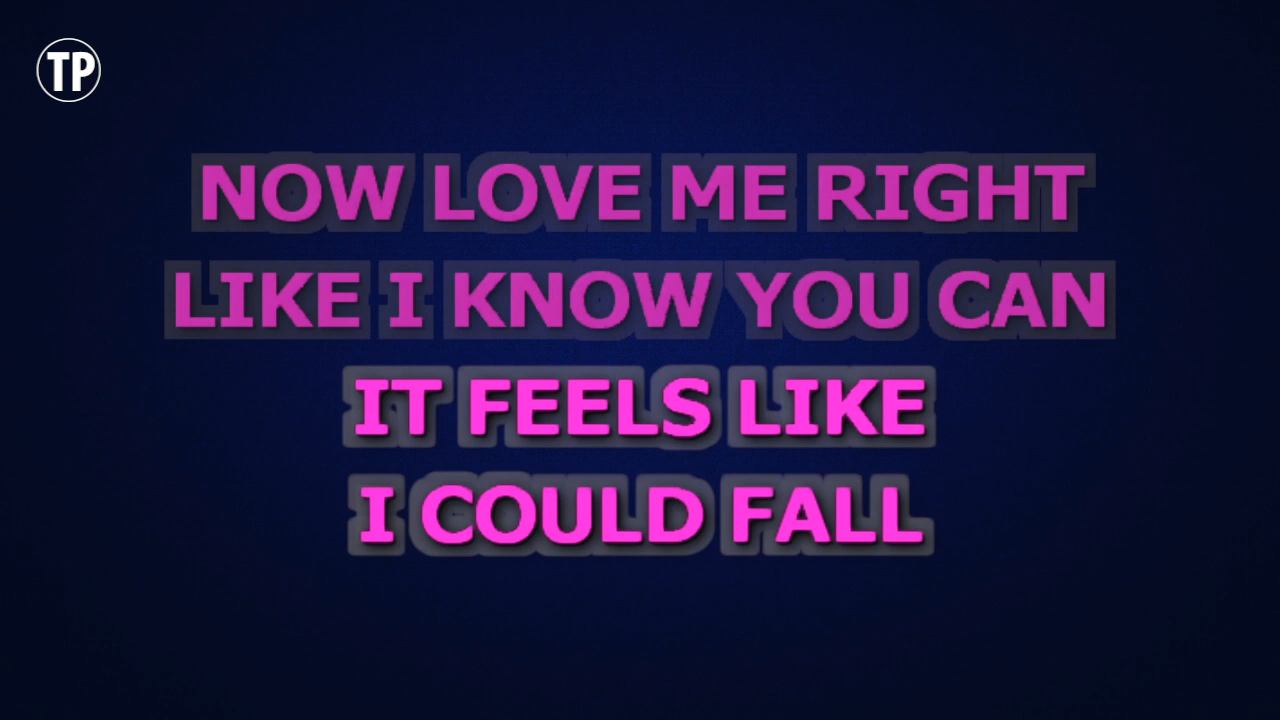 TP
NOW LOVE ME RIGHT
LIKE I KNOW YOU CAN
IT FEELS LIKE
I COULD FALL